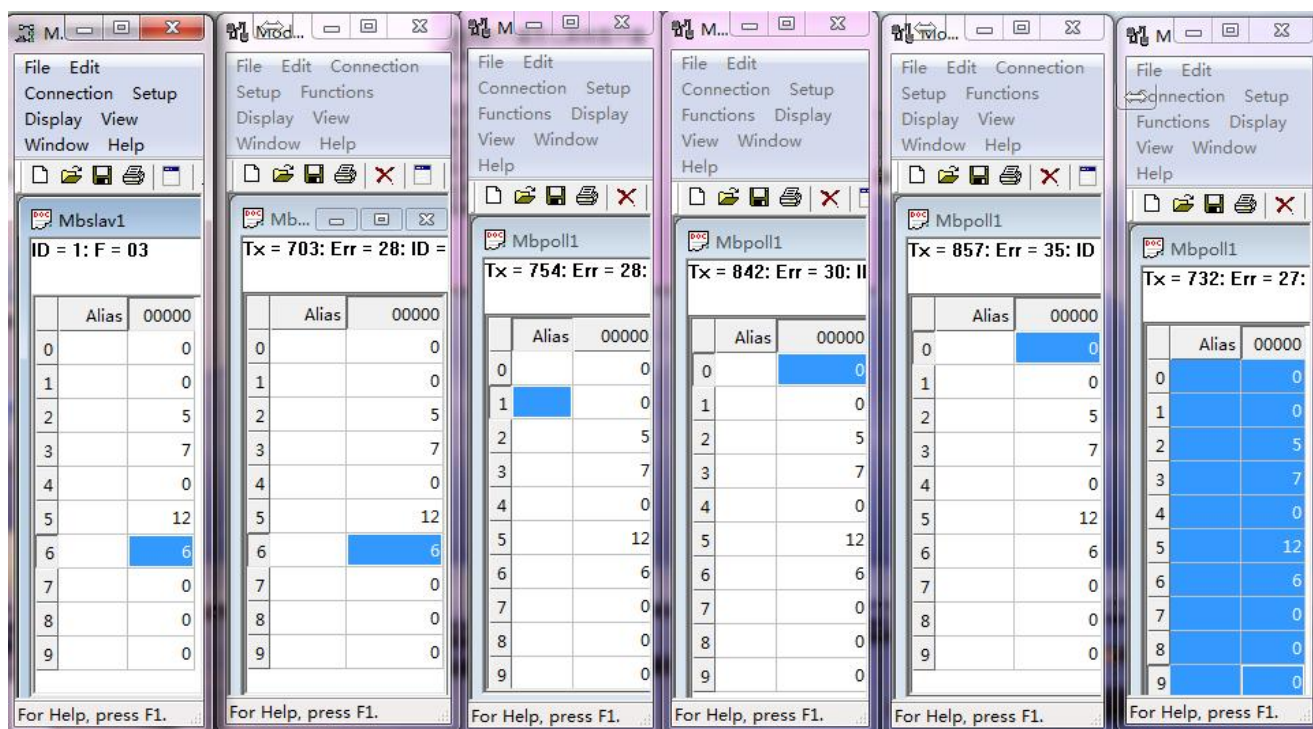 M.
File Edit
Connection Setup
Display View
Window Help
Mbslav1
ID = 1: F = 03
Alias 00000
0 0
1 0
2 5
3 7
4 0
5 12
6 6
7 0
8 0
9 0
For Help, press F1.
Mod...
File Edit Connection
Setup Functions
Display View
Window Help
Mb...
Tx = 703: Err = 28: ID =
Alias 00000
0 0
1 0
2 5
3 7
4 0
5 12
6 6
7 0
8 0
9 0
For Help, press F1.
M
File Edit
Connection Setup
Functions Display
View Window
Help
Mbpoll1
Tx = 754: Err = 28:
Alias 00000
0 0
1 0
2 5
3 7
4 0
5 12
6 6
7 0
8 0
9 0
For Help, press F1.
M...
File Edit
Connection Setup
Functions Display
View Window
Help
Mbpoll1
Tx = 842: Err = 30: II
Alias 00000
0 0
1 0
2 5
3 7
4 0
5 12
6 6
7 0
8 0
9 0
For Help, press F1.
File Edit Connection
Setup Functions
Display View
Window Help
Mbpoll1
Tx = 857: Err = 35: ID
Alias 00000
0 0
1 0
2 5
3 7
4 0
5 12
6 6
7 0
8 0
9 0
For Help, press F1.
M
File Edit
Connection Setup
Functions Display
View Window
Help
Mbpoll1
Tx = 732: Err = 27:
Alias 00000
0 0
1 0
2 5
3 7
4 0
5 12
6 6
7 0
8 0
9 0
For Help, press F1.